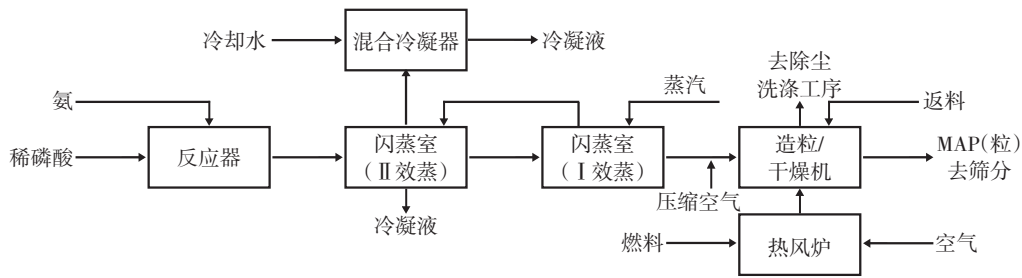 冷却水
混合冷凝器
冷凝液
去除尘
洗涤工序
蒸汽
氨
返料
稀磷酸
反应器
闪蒸室
(Ⅱ效蒸)
闪蒸室
(Ⅰ效蒸)
造粒/
干燥机
MAP(粒)
去筛分
压缩空气
冷凝液
燃料
热风炉
空气